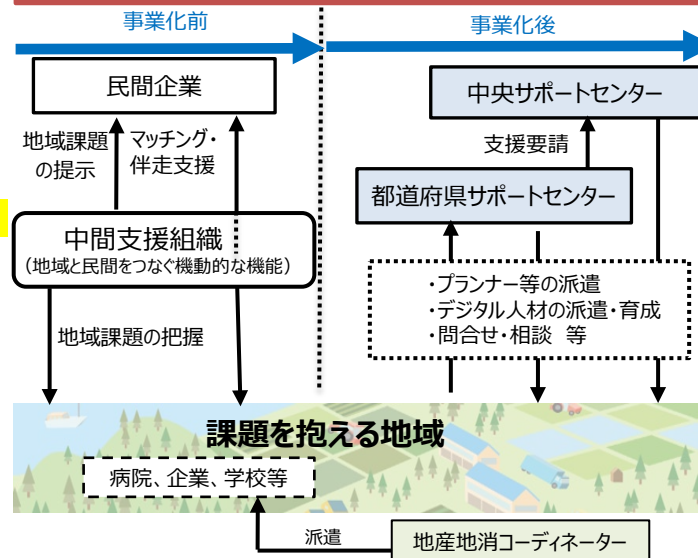 事業化前
事業化後
民間企業
中央サポートセンター
地域課題
の提示
マッチング・
伴走支援
支援要請
都道府県サポートセンター
中間支援組織
（地域と民間をつなぐ機動的な機能）
・プランナー等の派遣
・デジタル人材の派遣・育成
・問合せ・相談 等
地域課題の把握
課題を抱える地域
病院、企業、学校等
派遣
地産地消コーディネーター